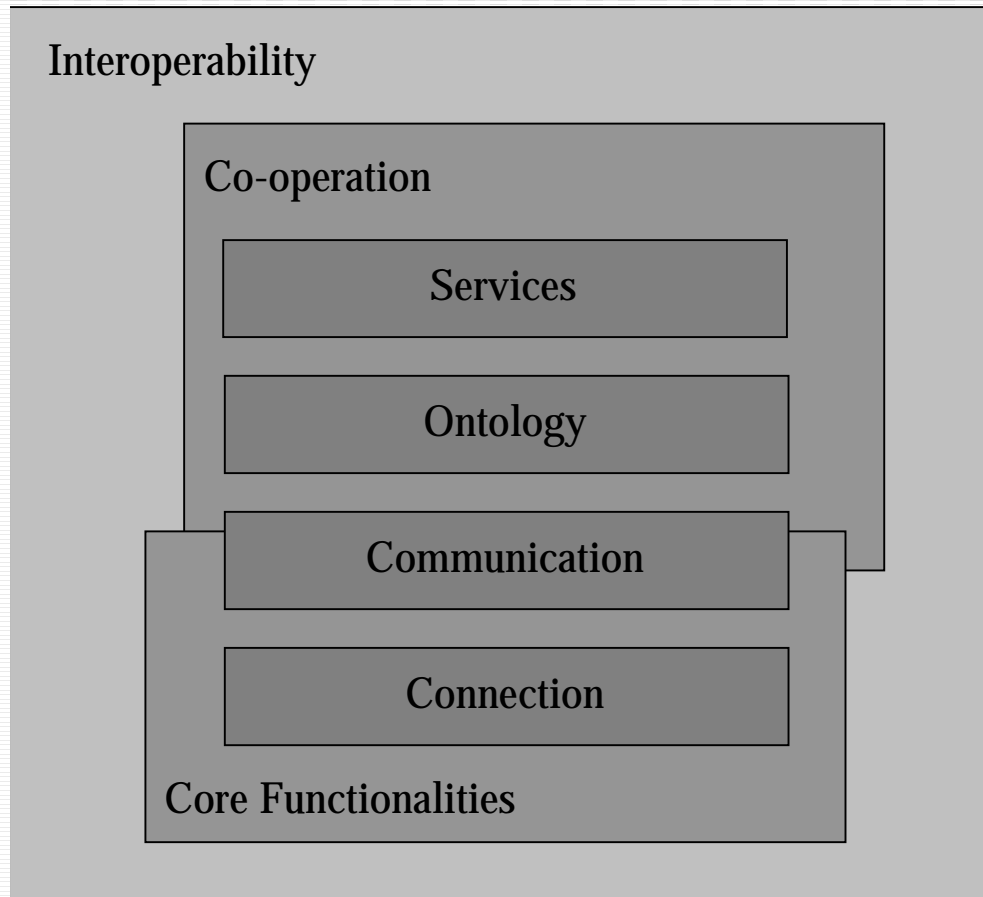 Interoperability
Co-operation
Services
Ontology
Communication
Connection
Core Functionalities